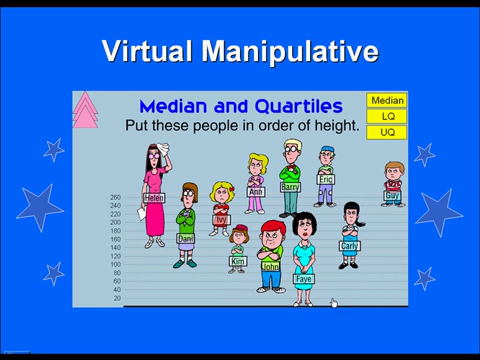 Virtual Manipulative
Median and Quartiles
Put these people in order of height.
Median
LQ
UQ
Helen
Dave
Ivy
Kim
Ann
John
Barry
Faye
Eric
Carly
Guy
260
240
220
200
180
160
140
120
100
80
60
40
20